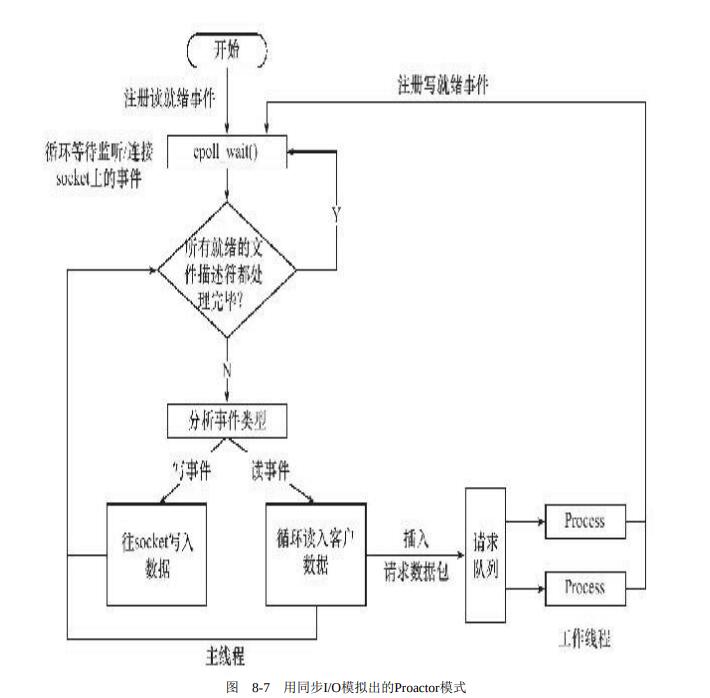 开始
注册读就绪事件
注册写就绪事件
循环等待监听/连接
socket上的事件
epoll_wait()
Y
所有就绪的文
件描述符都处
理完毕?
N
分析事件类型
写事件
读事件
往socket写入
数据
循环读入客户
数据
插入
请求数据包
请求
队列
Process
Process
工作线程
主线程
图 8-7 用同步I/O模拟出的Proactor模式